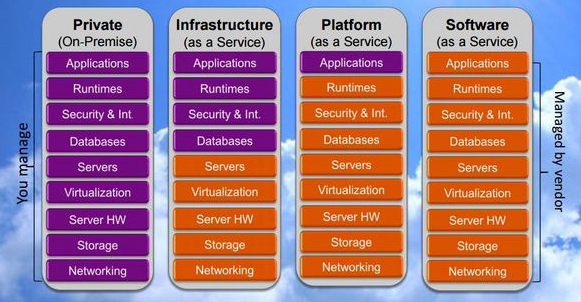 Private
(On-Premise)
Applications
Runtimes
Security & Int.
Databases
Servers
Virtualization
Server HW
Storage
Networking
You manage
Infrastructure
(as a Service)
Applications
Runtimes
Security & Int.
Databases
Servers
Virtualization
Server HW
Storage
Networking
Platform
(as a Service)
Applications
Runtimes
Security & Int.
Databases
Servers
Virtualization
Server HW
Storage
Networking
Software
(as a Service)
Applications
Runtimes
Security & Int.
Databases
Servers
Virtualization
Server HW
Storage
Networking
Managed by vendor